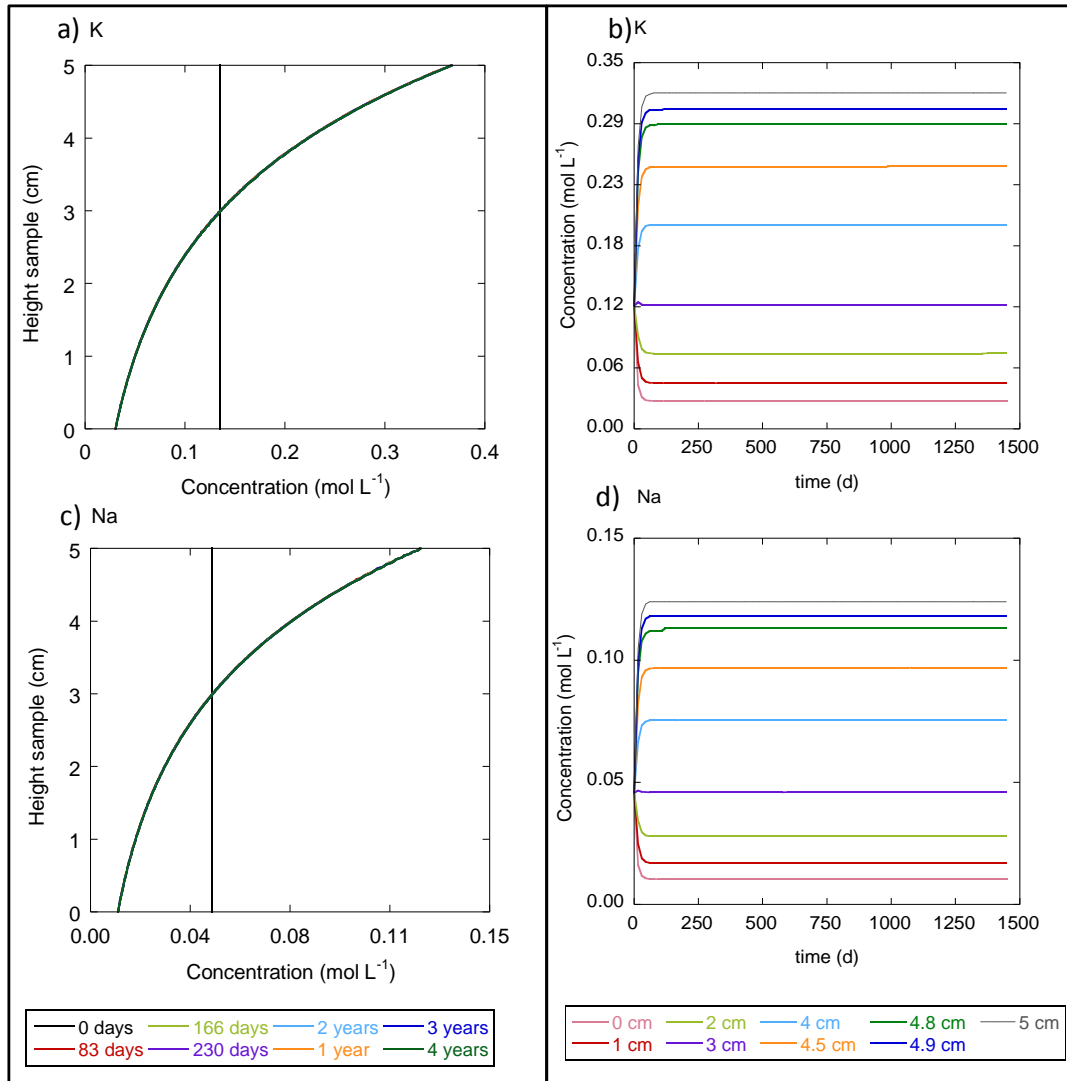 a) K
5
4
3
2
1
0
Height sample (cm)
0 0.1 0.2 0.3 0.4
Concentration (mol L⁻¹)
b) K
0.35
0.29
0.23
0.18
0.12
0.06
0.00
Concentration (mol L⁻¹)
0 250 500 750 1000 1250 1500
time (d)
c) Na
5
4
3
2
1
0
Height sample (cm)
0.00 0.04 0.08 0.11 0.15
Concentration (mol L⁻¹)
d) Na
0.15
0.10
0.05
0.00
Concentration (mol L⁻¹)
0 250 500 750 1000 1250 1500
time (d)
0 days 166 days 2 years 3 years
83 days 230 days 1 year 4 years
0 cm 2 cm 4 cm 4.8 cm 5 cm
1 cm 3 cm 4.5 cm 4.9 cm